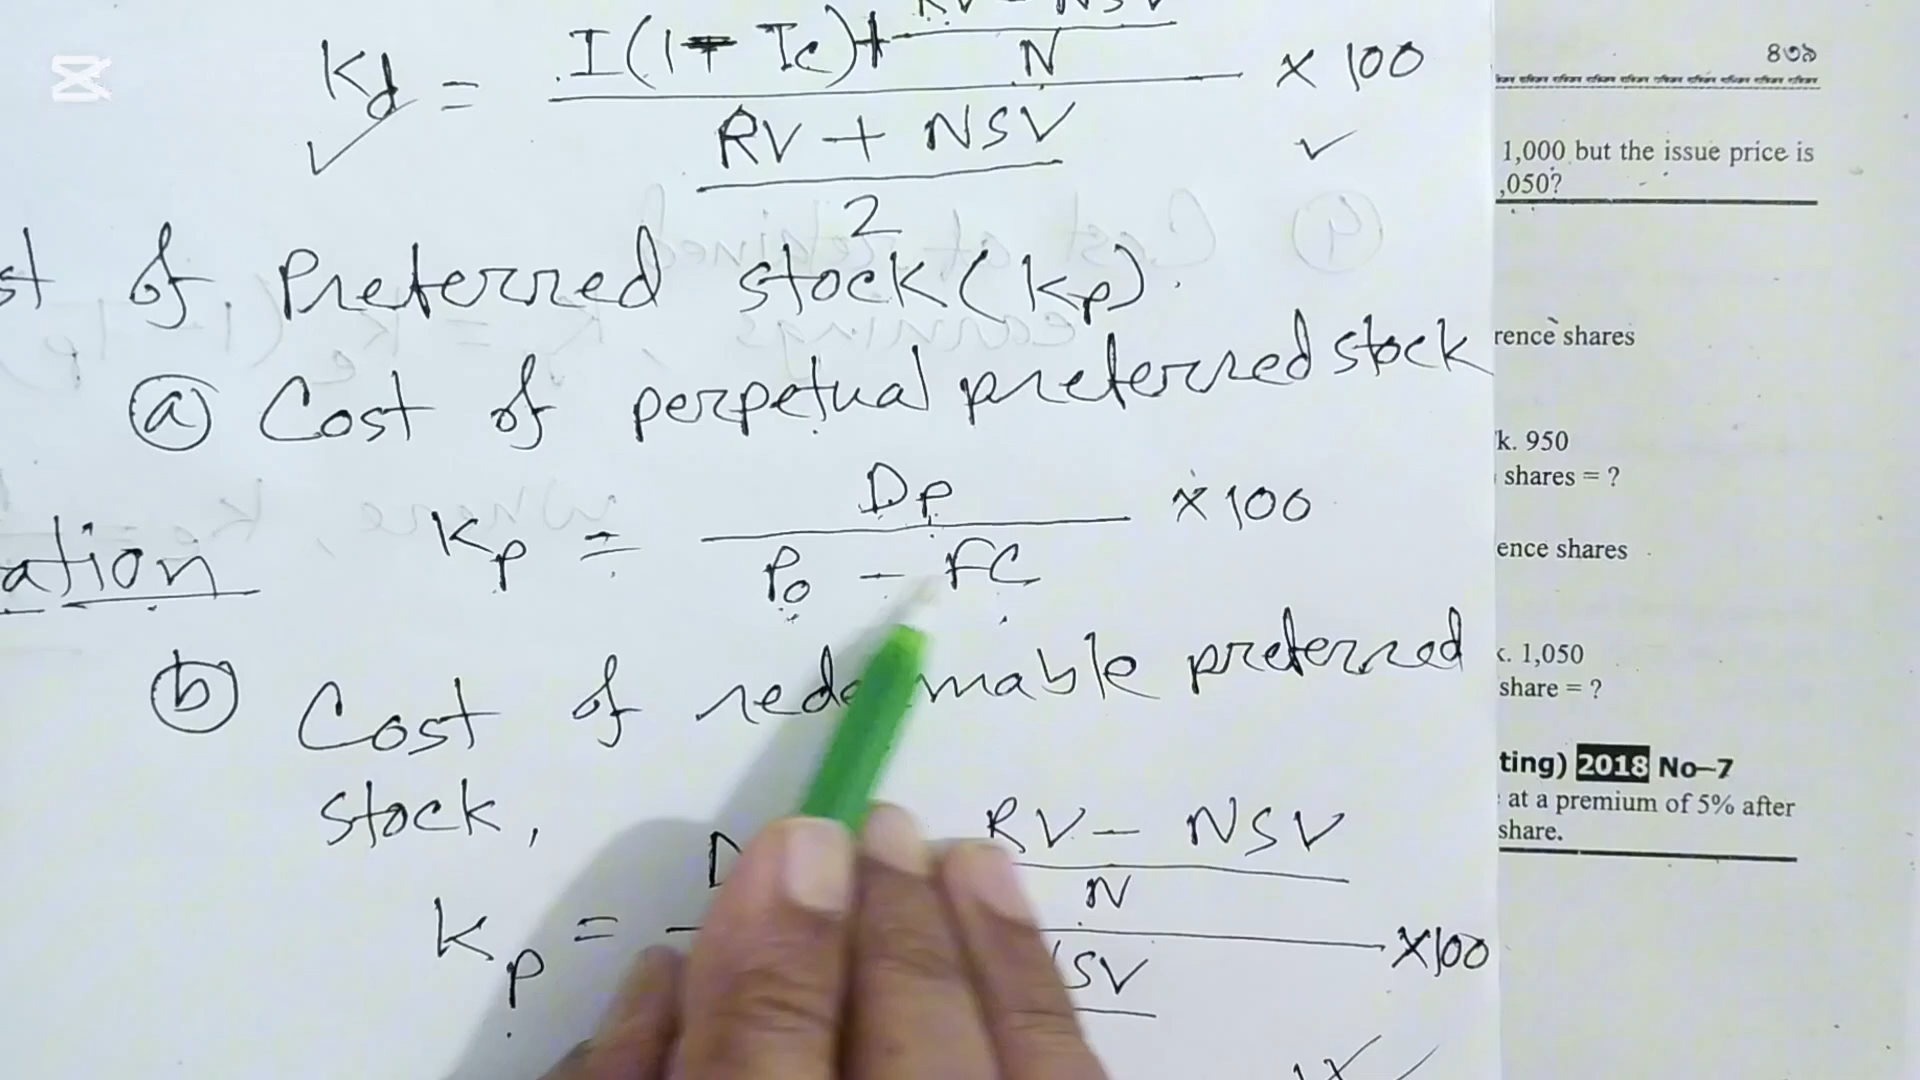 RV - NSV
Kd = I(1 - Tc) + N × 100
RV + NSV
2
st of Preferred stock (Kp).
(a) Cost of perpetual preferred stock
Kp = Dp × 100
Po - FC
ation
(b) Cost of redeemable preferred
stock,
RV - NSV
N
Kp = × 100
SV
৪৩৯
1,000 but the issue price is
,050?
rence shares
k. 950
shares = ?
ence shares
k. 1,050
share = ?
ting) 2018 No–7
at a premium of 5% after
share.